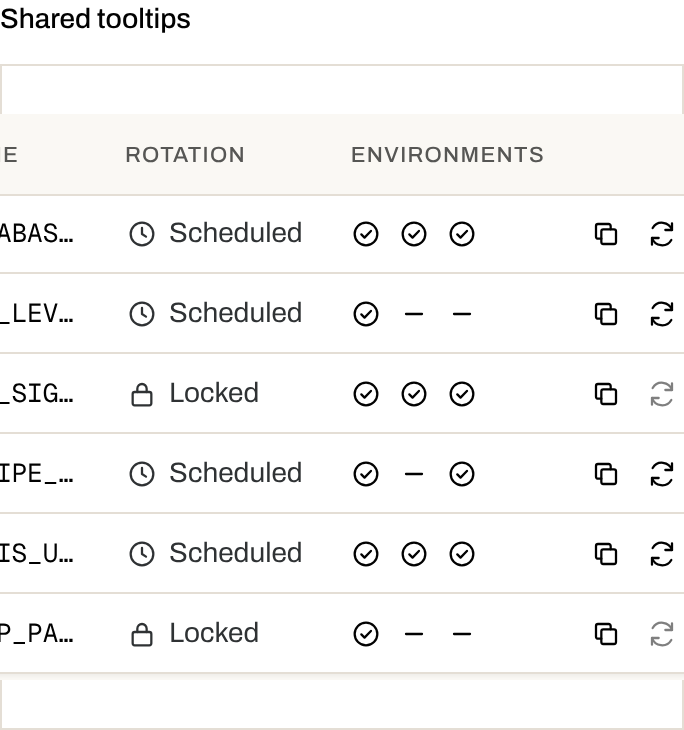 Shared tooltips
E ROTATION ENVIRONMENTS
ABAS… Scheduled
_LEV… Scheduled
_SIG… Locked
IPE_… Scheduled
IS_U… Scheduled
P_PA… Locked